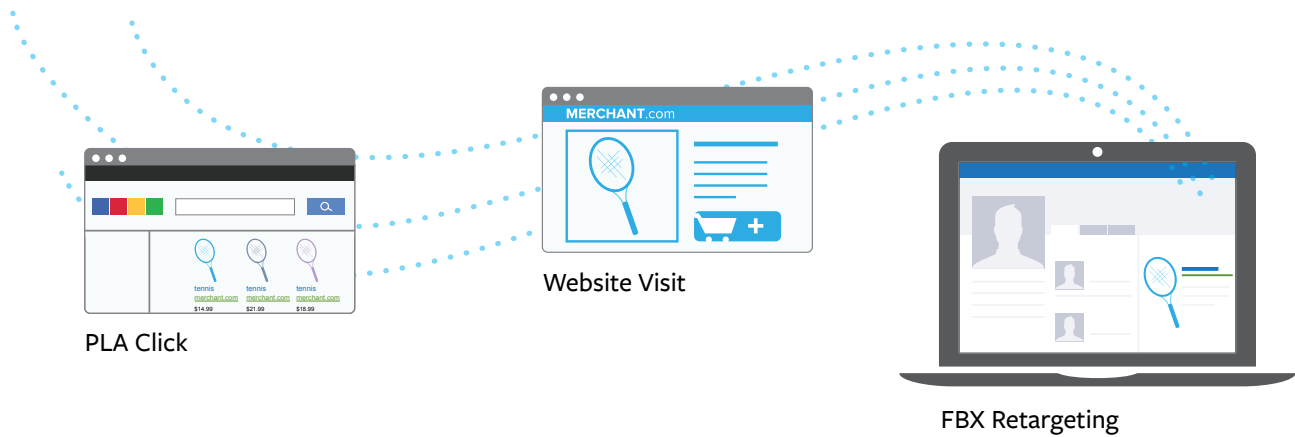 MERCHANT.com
tennis tennis tennis
merchant.com merchant.com merchant.com
$14.99 $21.99 $18.99
Website Visit
PLA Click
FBX Retargeting